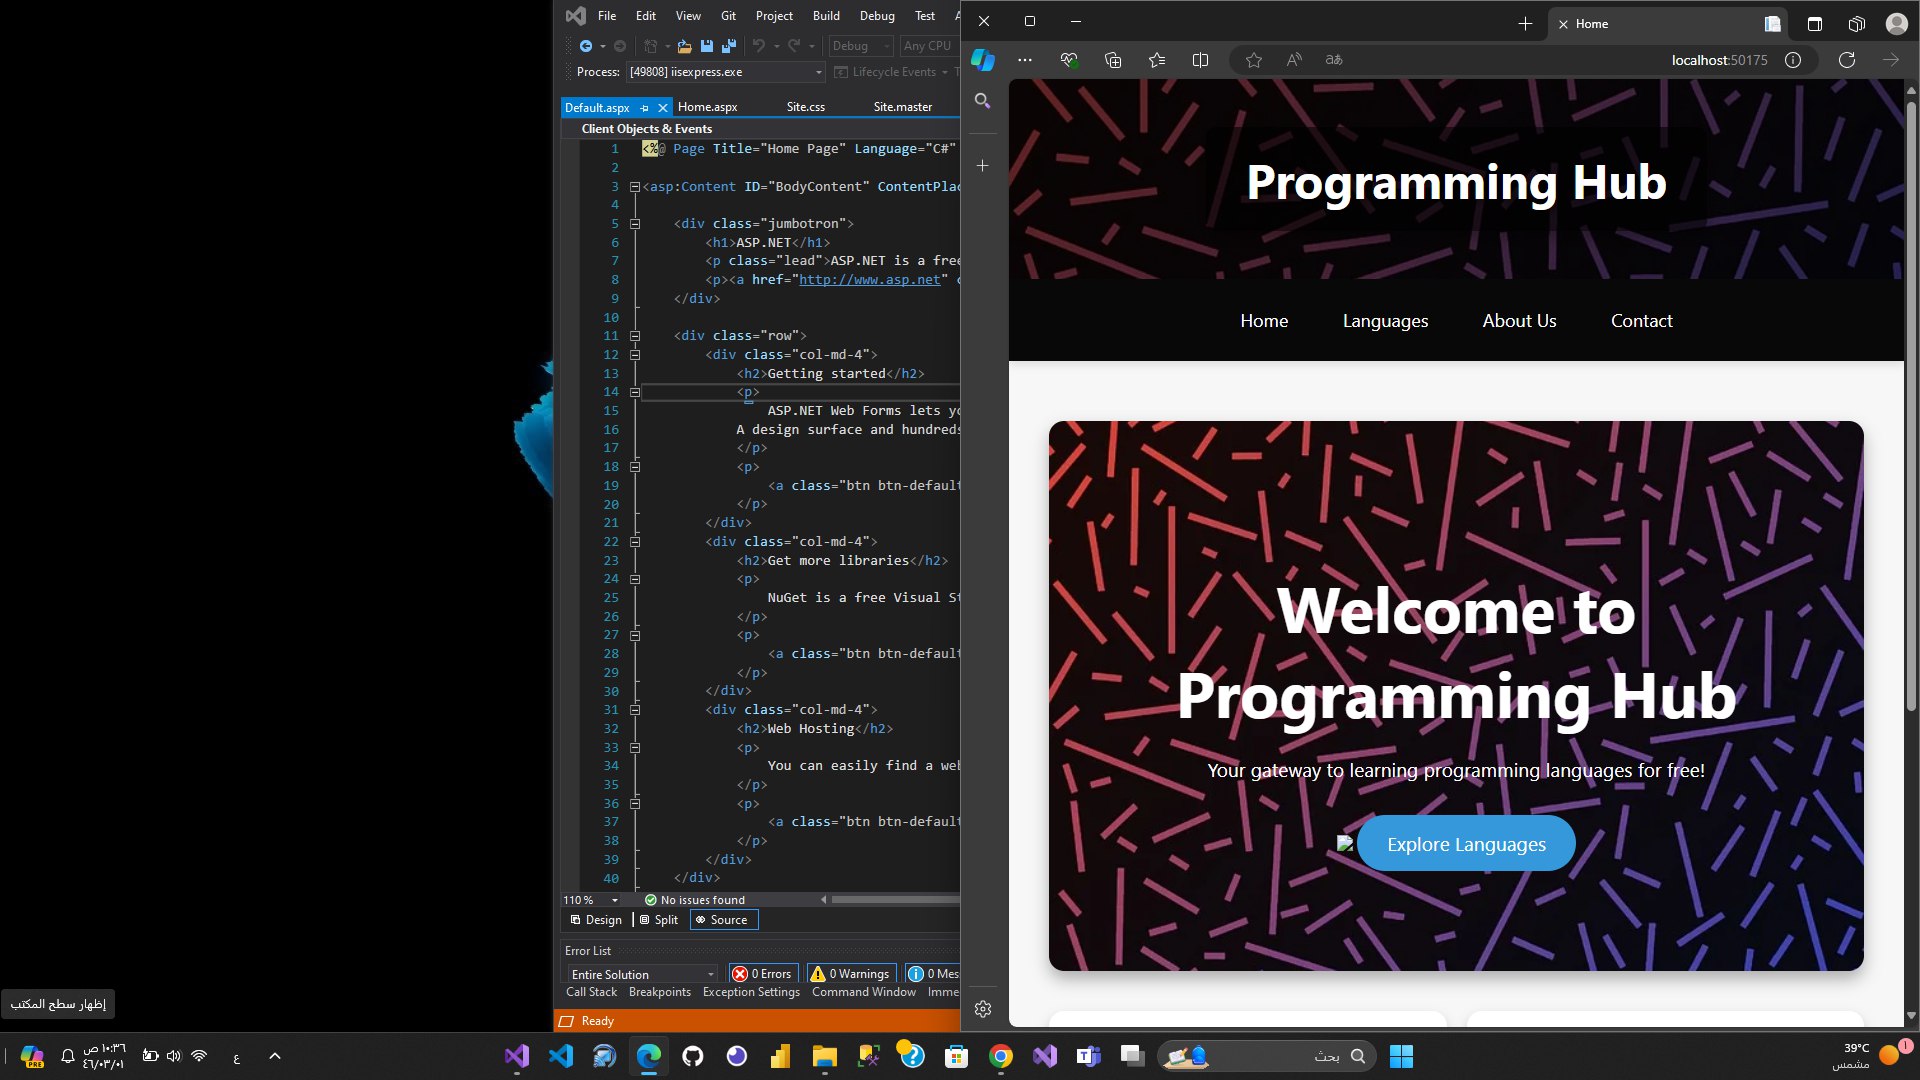 File Edit View Git Project Build Debug Test
Debug Any CPU
Process: [49808] iisexpress.exe Lifecycle Events
Default.aspx Home.aspx Site.css Site.master
Client Objects & Events
1 <%@ Page Title="Home Page" Language="C#"
2
3 <asp:Content ID="BodyContent" ContentPlac
4
5 <div class="jumbotron">
6 <h1>ASP.NET</h1>
7 <p class="lead">ASP.NET is a free
8 <p><a href="http://www.asp.net" c
9 </div>
10
11 <div class="row">
12 <div class="col-md-4">
13 <h2>Getting started</h2>
14 <p>
15 ASP.NET Web Forms lets yo
16 A design surface and hundreds
17 </p>
18 <p>
19 <a class="btn btn-default
20 </p>
21 </div>
22 <div class="col-md-4">
23 <h2>Get more libraries</h2>
24 <p>
25 NuGet is a free Visual St
26 </p>
27 <p>
28 <a class="btn btn-default
29 </p>
30 </div>
31 <div class="col-md-4">
32 <h2>Web Hosting</h2>
33 <p>
34 You can easily find a web
35 </p>
36 <p>
37 <a class="btn btn-default
38 </p>
39 </div>
40 </div>
110 % No issues found
Design Split Source
Error List
Entire Solution 0 Errors 0 Warnings 0 Mes
Call Stack Breakpoints Exception Settings Command Window Imme
Ready
Home
localhost:50175
Programming Hub
Home Languages About Us Contact
Welcome to
Programming Hub
Your gateway to learning programming languages for free!
Explore Languages
إظهار سطح المكتب
PRE
١٠:٣٦ ص
٤٦/٠٣/٠١
ع
بحث
39°C
مشمس
١